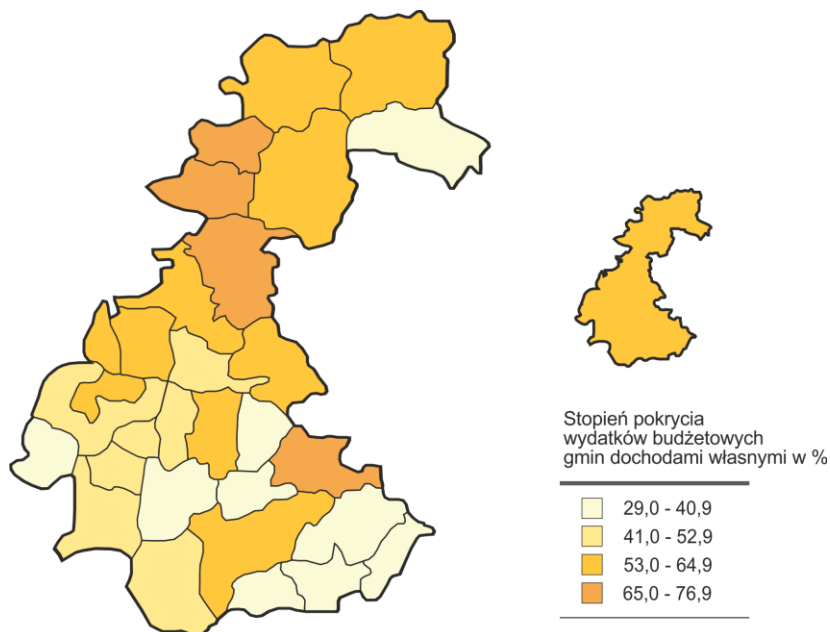 Stopień pokrycia
wydatków budżetowych
gmin dochodami własnymi w %
29,0 - 40,9
41,0 - 52,9
53,0 - 64,9
65,0 - 76,9